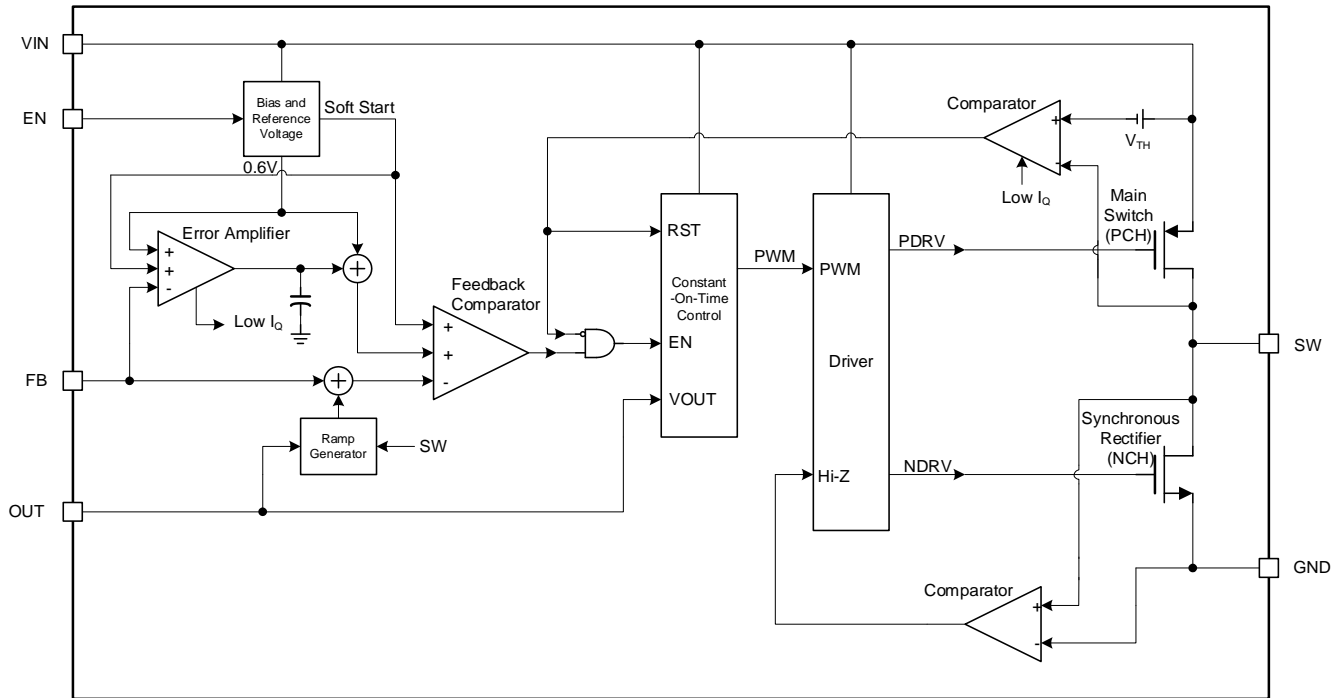 VIN
EN
Bias and
Reference
Voltage
Soft Start
0.6V
Error Amplifier
+
+
-
Low IQ
+
FB
+
Ramp
Generator
SW
OUT
Feedback
Comparator
+
+
-
RST
Constant
-On-Time
Control
EN
VOUT
PWM
PWM
Driver
Hi-Z
PDRV
NDRV
Comparator
+
-
Low IQ
VTH
Main
Switch
(PCH)
SW
Synchronous
Rectifier
(NCH)
GND
Comparator
+
-